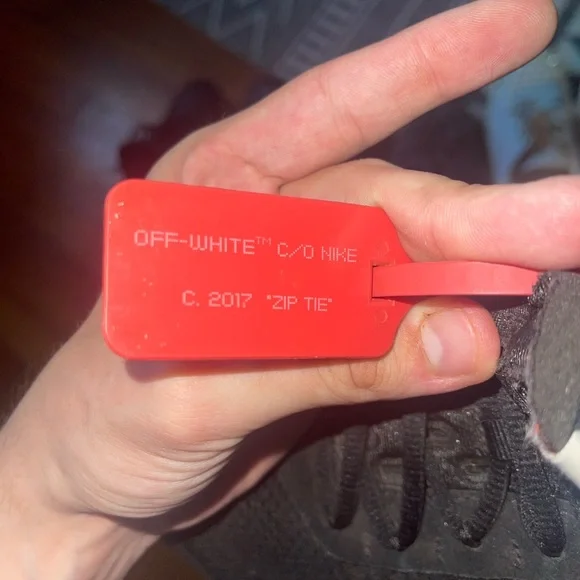 OFF-WHITE™ C/O NIKE
C. 2017 "ZIP TIE"